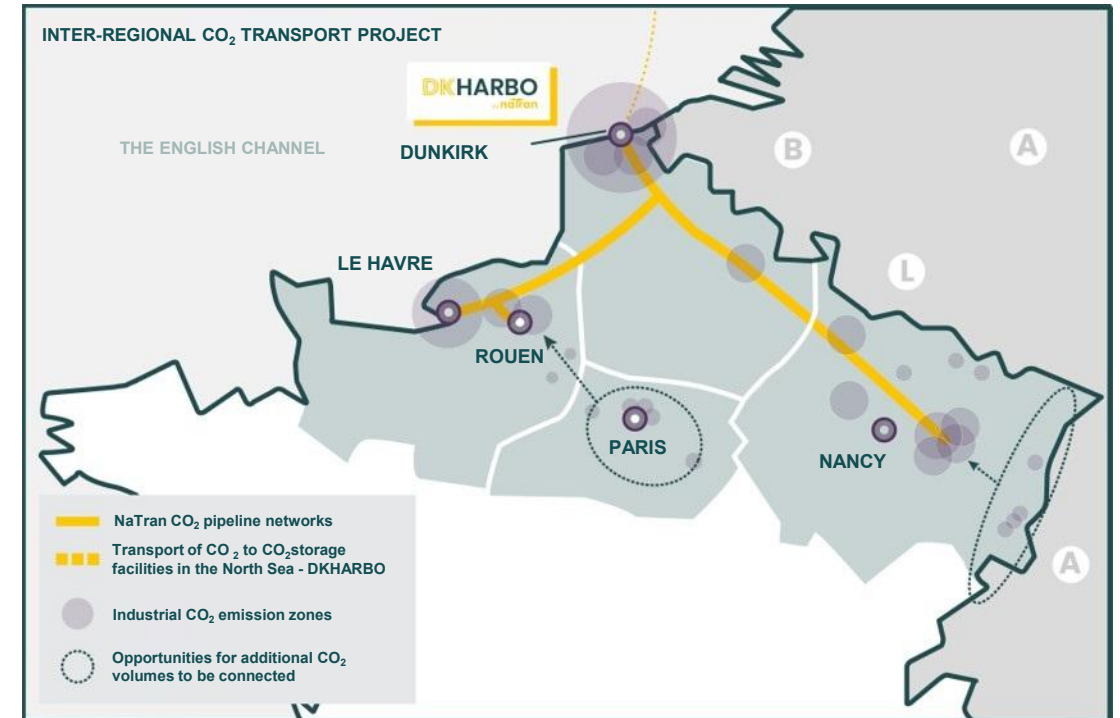 INTER-REGIONAL CO₂ TRANSPORT PROJECT
DKHARBO
by naTran
THE ENGLISH CHANNEL
DUNKIRK
B
A
LE HAVRE
L
ROUEN
PARIS
NANCY
A
NaTran CO₂ pipeline networks
Transport of CO ₂ to CO₂storage
facilities in the North Sea - DKHARBO
Industrial CO₂ emission zones
Opportunities for additional CO₂
volumes to be connected